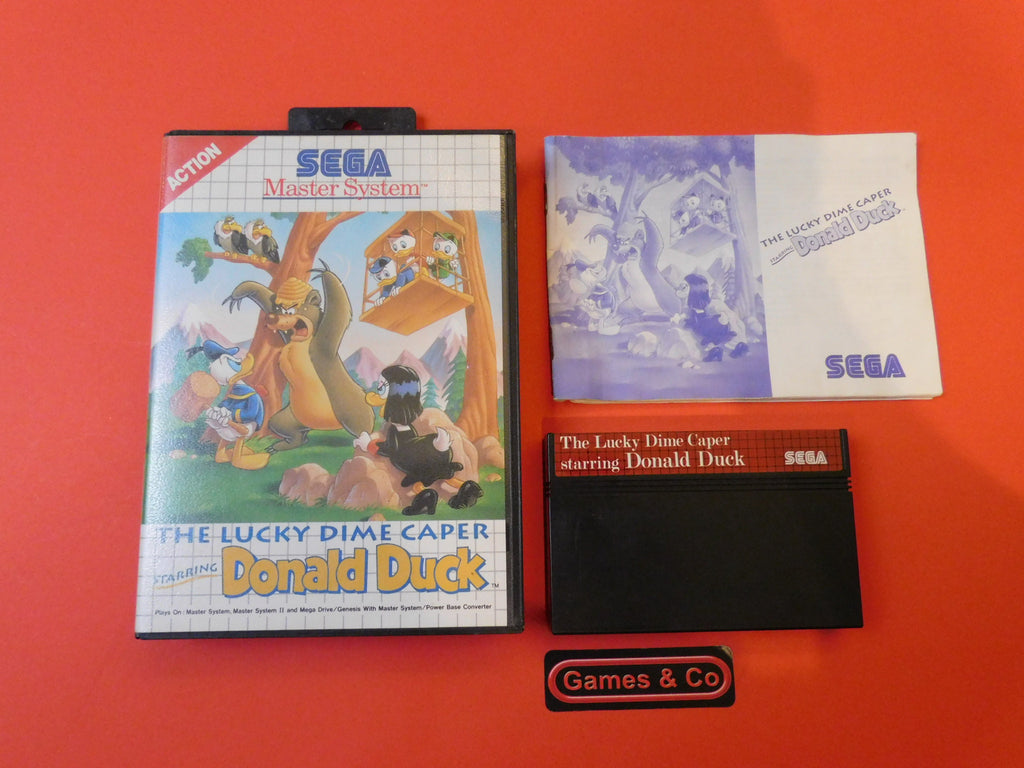 ACTION
SEGA
Master System™
THE LUCKY DIME CAPER
STARRING Donald Duck™
Plays On : Master System, Master System II and Mega Drive/Genesis With Master System/Power Base Converter
THE LUCKY DIME CAPER
STARRING Donald Duck
SEGA
The Lucky Dime Caper
starring Donald Duck
SEGA
Games & Co